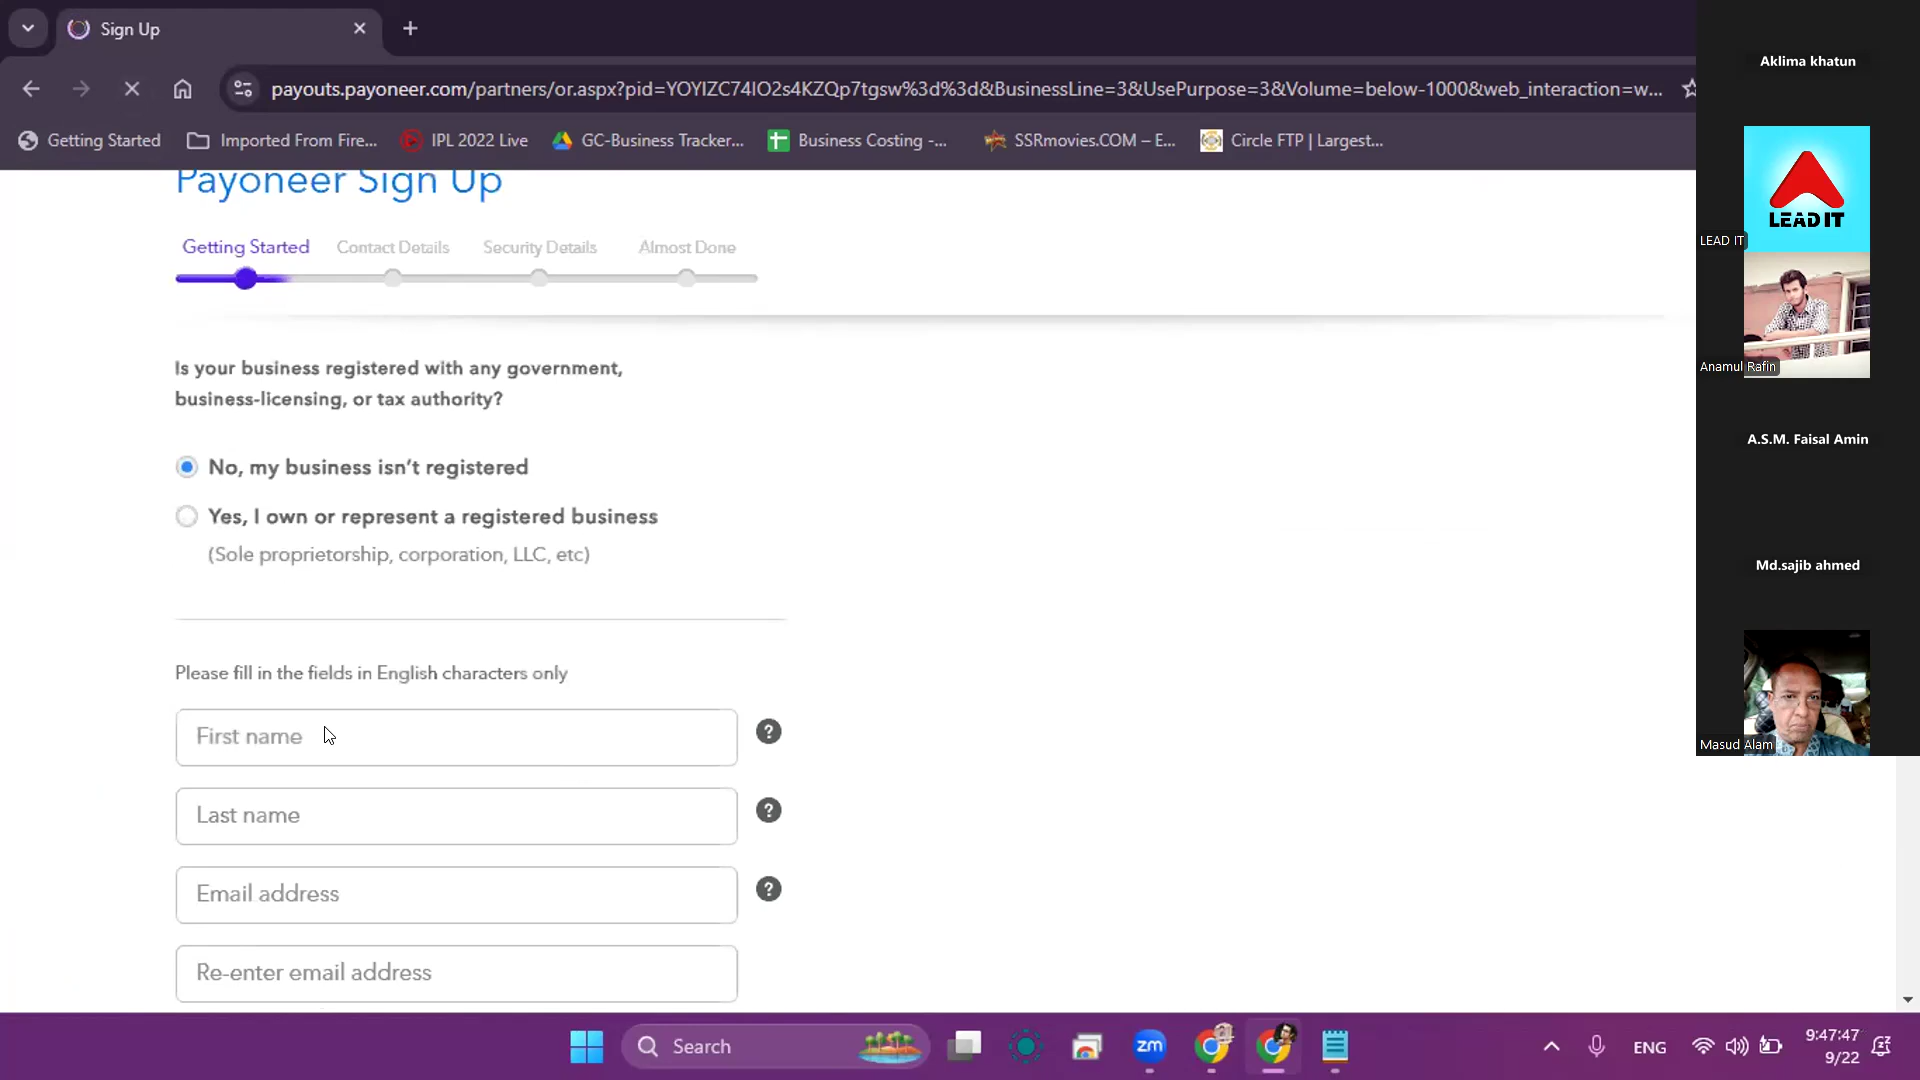 Sign Up
payouts.payoneer.com/partners/or.aspx?pid=YOYIZC74IO2s4KZQp7tgsw%3d%3d&BusinessLine=3&UsePurpose=3&Volume=below-1000&web_interaction=w...
Getting Started
Imported From Fire...
IPL 2022 Live
GC-Business Tracker...
Business Costing -...
SSRmovies.COM – E...
Circle FTP | Largest...
Payoneer Sign Up
Getting Started
Contact Details
Security Details
Almost Done
Is your business registered with any government,
business-licensing, or tax authority?
No, my business isn’t registered
Yes, I own or represent a registered business
(Sole proprietorship, corporation, LLC, etc)
Please fill in the fields in English characters only
First name
?
Last name
?
Email address
?
Re-enter email address
Aklima khatun
LEAD IT
LEAD IT
Anamul Rafin
A.S.M. Faisal Amin
Md.sajib ahmed
Masud Alam
Search
zm
ENG
9:47:47
9/22